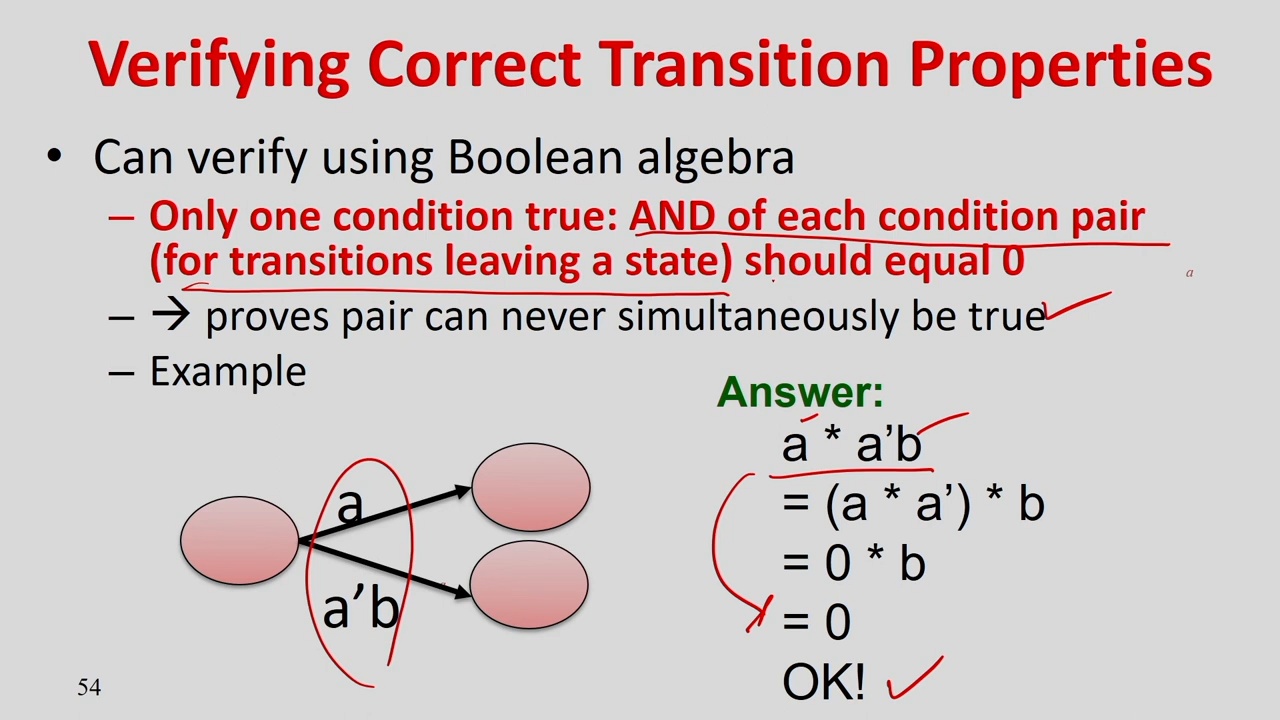 Verifying Correct Transition Properties
• Can verify using Boolean algebra
– Only one condition true: AND of each condition pair
(for transitions leaving a state) should equal 0
a
– → proves pair can never simultaneously be true
– Example
a
a’b
Answer:
a * a’b
= (a * a’) * b
= 0 * b
= 0
OK!
54